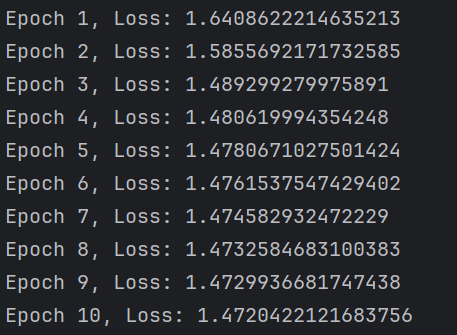 Epoch 1, Loss: 1.6408622214635213
Epoch 2, Loss: 1.5855692171732585
Epoch 3, Loss: 1.489299279975891
Epoch 4, Loss: 1.480619994354248
Epoch 5, Loss: 1.4780671027501424
Epoch 6, Loss: 1.4761537547429402
Epoch 7, Loss: 1.474582932472229
Epoch 8, Loss: 1.4732584683100383
Epoch 9, Loss: 1.4729936681747438
Epoch 10, Loss: 1.4720422121683756